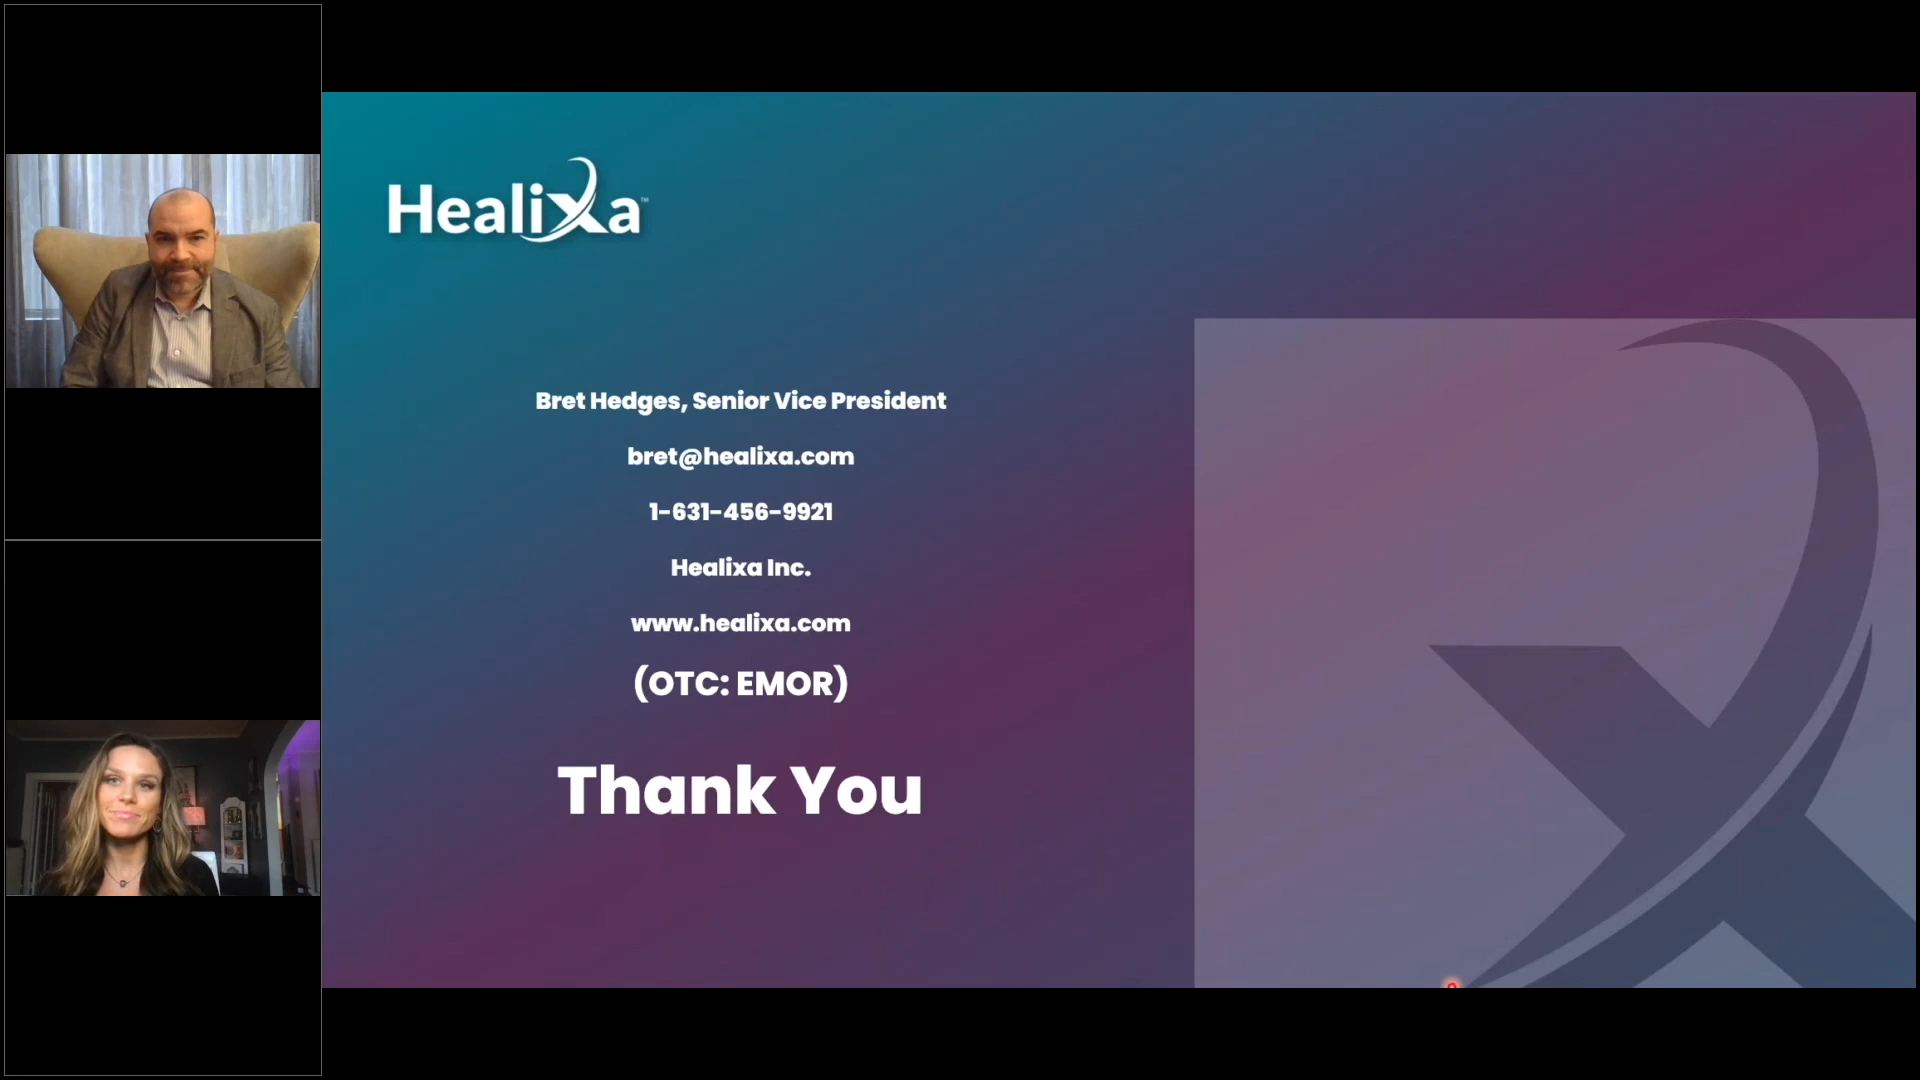 Healixa™
Bret Hedges, Senior Vice President
bret@healixa.com
1-631-456-9921
Healixa Inc.
www.healixa.com
(OTC: EMOR)
Thank You